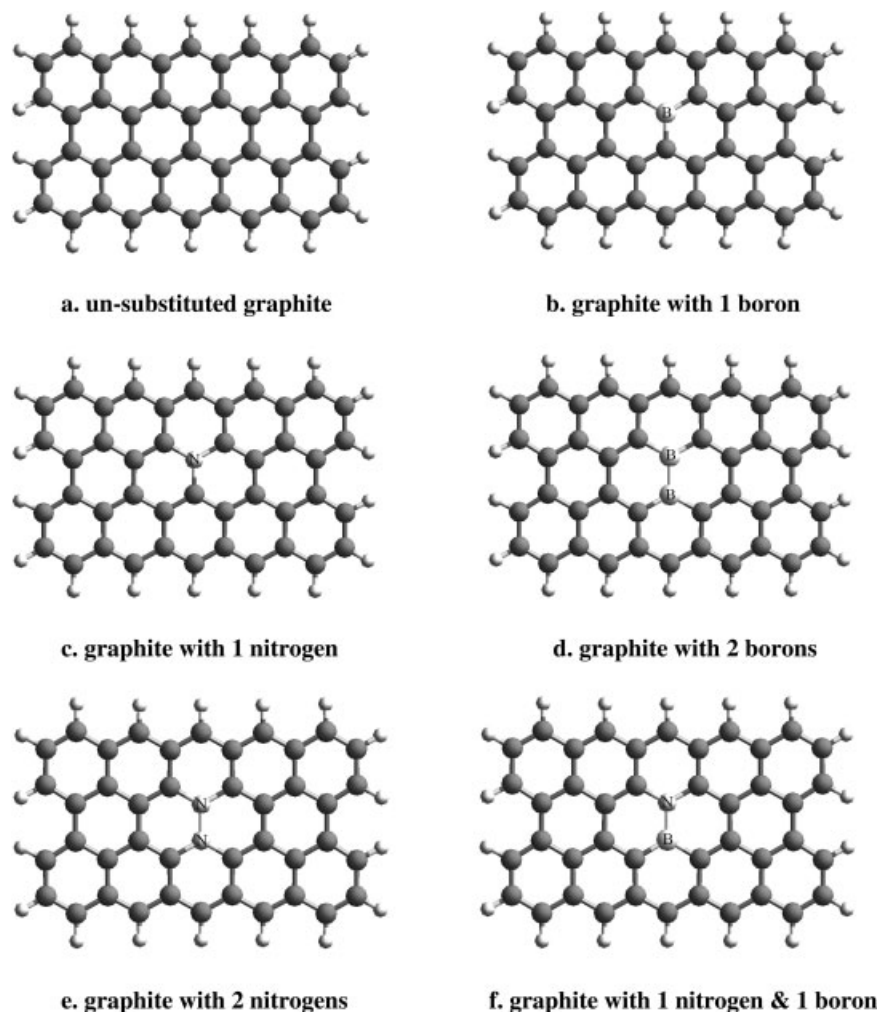 B
a. un-substituted graphite
b. graphite with 1 boron
N
B
B
c. graphite with 1 nitrogen
d. graphite with 2 borons
N
N
N
B
e. graphite with 2 nitrogens
f. graphite with 1 nitrogen & 1 boron